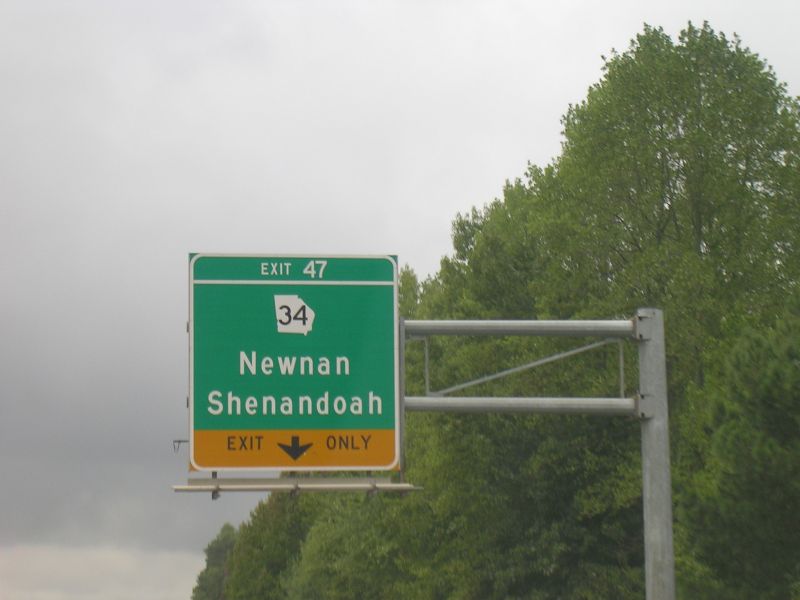 EXIT 47
34
Newnan
Shenandoah
EXIT ONLY